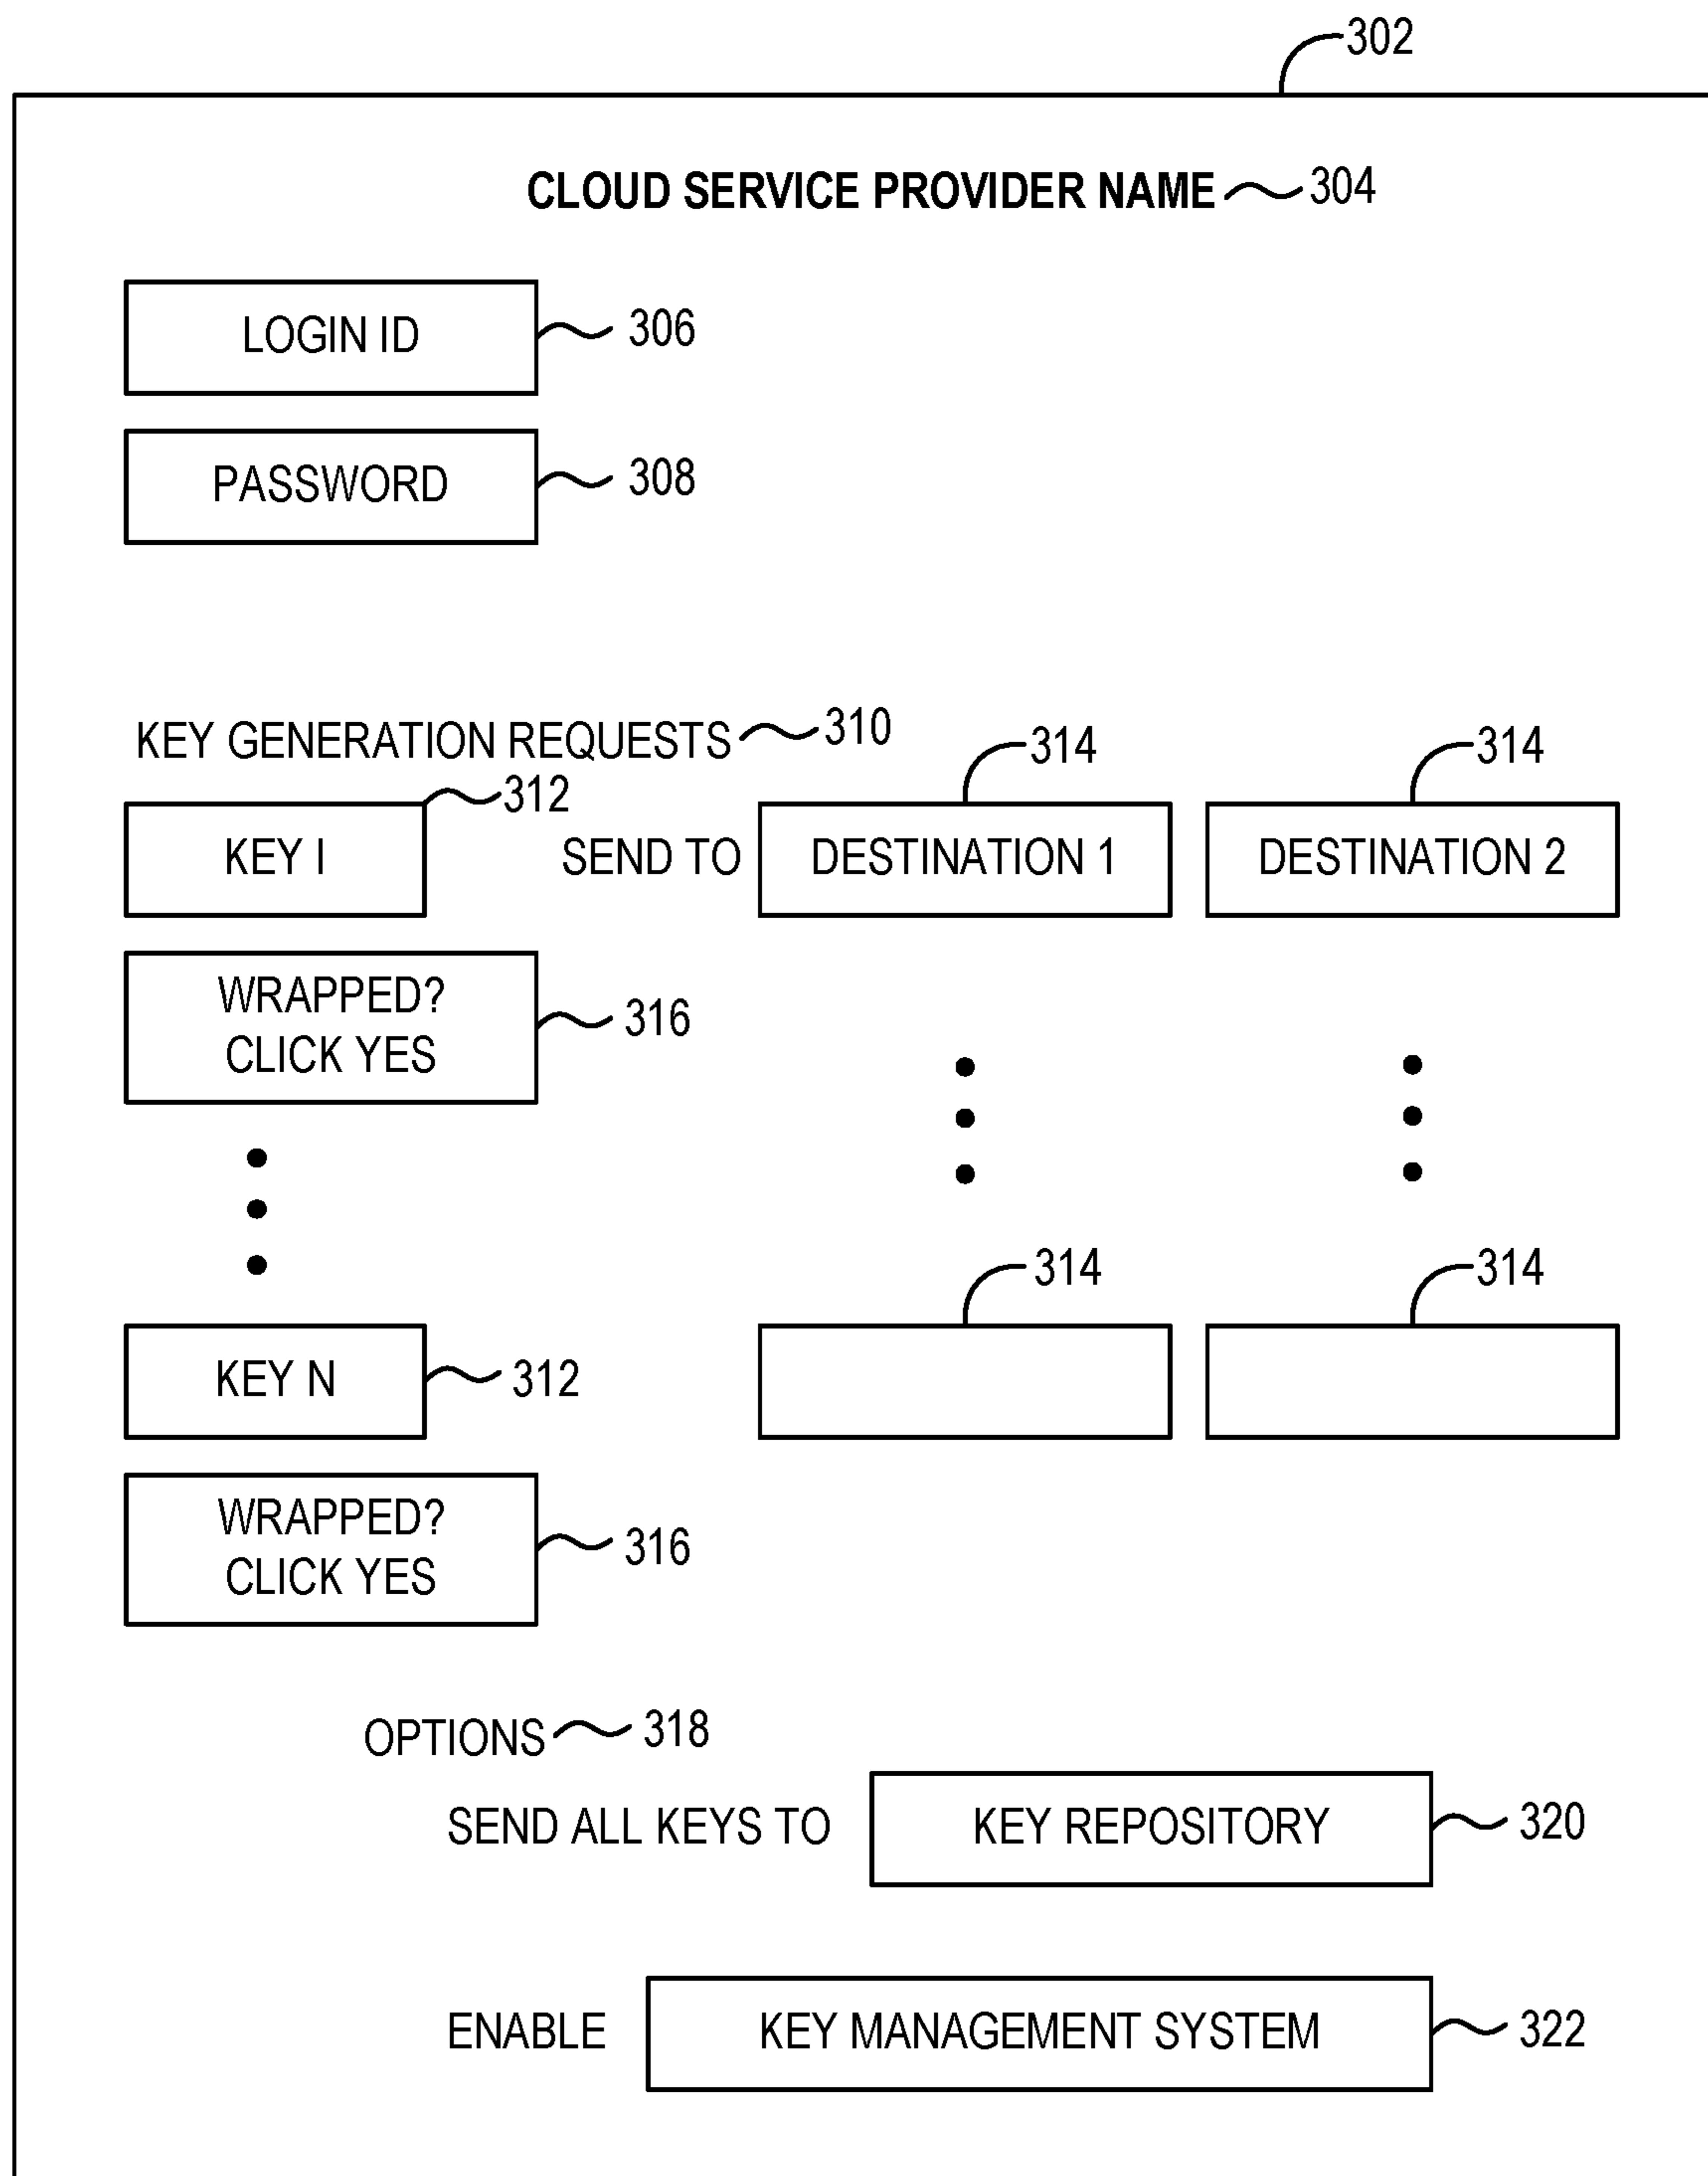 302
CLOUD SERVICE PROVIDER NAME 304
LOGIN ID 306
PASSWORD 308
KEY GENERATION REQUESTS 310
312 314 314
KEY I SEND TO DESTINATION 1 DESTINATION 2
WRAPPED?
CLICK YES 316
314 314
KEY N 312
WRAPPED?
CLICK YES 316
OPTIONS 318
SEND ALL KEYS TO KEY REPOSITORY 320
ENABLE KEY MANAGEMENT SYSTEM 322